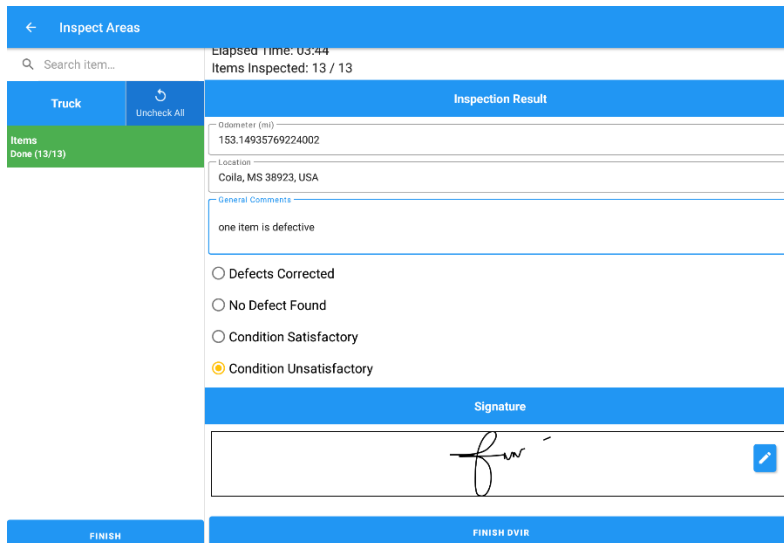 Inspect Areas
Search item...
Truck
Uncheck All
Items
Done (13/13)
FINISH
Elapsed Time: 03:44
Items Inspected: 13 / 13
Inspection Result
Odometer (mi)
153.14935769224002
Location
Coila, MS 38923, USA
General Comments
one item is defective
Defects Corrected
No Defect Found
Condition Satisfactory
Condition Unsatisfactory
Signature
FINISH DVIR